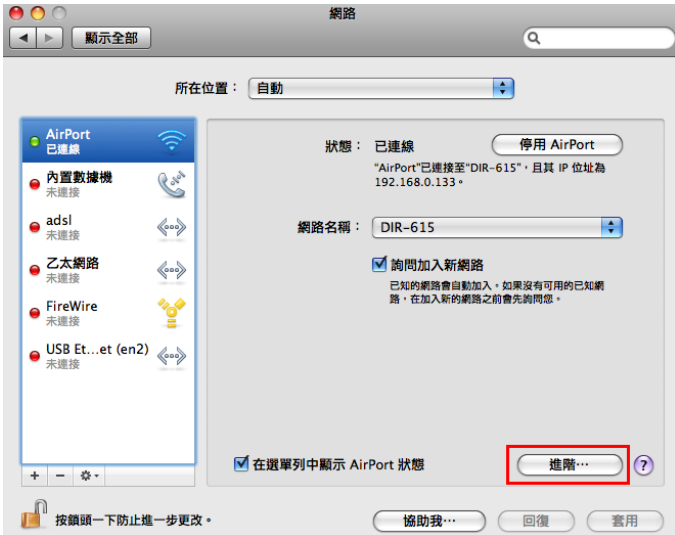 網路
顯示全部
所在位置： 自動
AirPort
已連線
內置數據機
未連接
adsl
未連接
乙太網路
未連接
FireWire
未連接
USB Et...et (en2)
未連接
狀態： 已連線 停用 AirPort
"AirPort"已連接至"DIR-615"，且其 IP 位址為
192.168.0.133。
網路名稱： DIR-615
詢問加入新網路
已知的網路會自動加入。如果沒有可用的已知網
路，在加入新的網路之前會先詢問您。
在選單列中顯示 AirPort 狀態 進階… ?
按鎖頭一下防止進一步更改。 協助我… 回復 套用